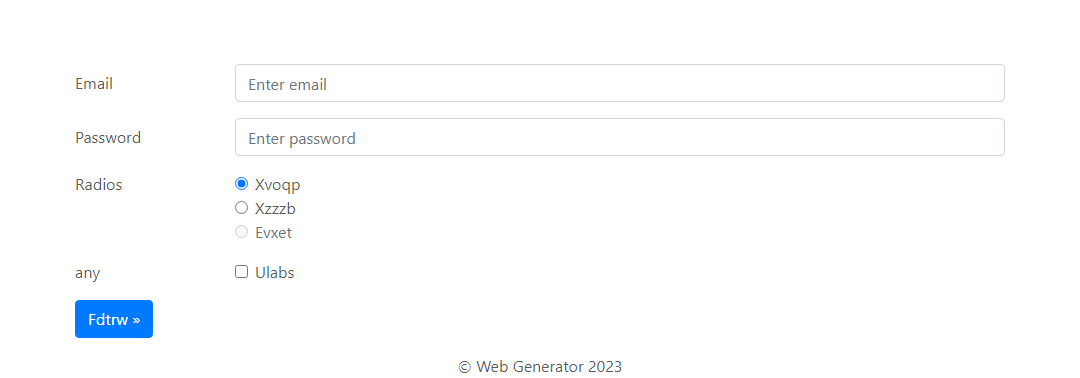 Email Enter email
Password Enter password
Radios Xvoqp
Xzzzb
Evxet
any Ulabs
Fdtrw »
© Web Generator 2023